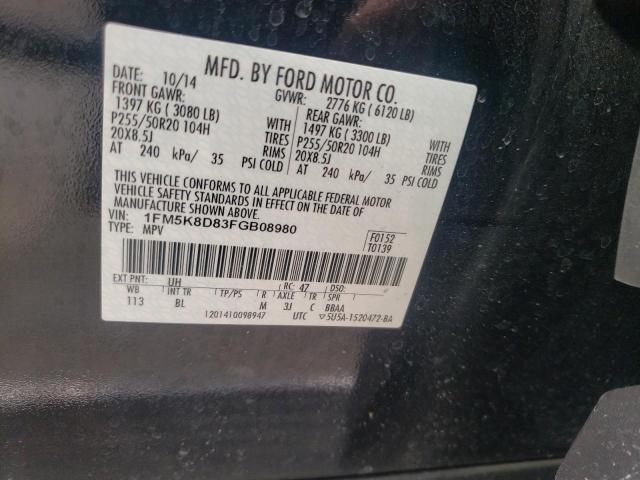 MFD. BY FORD MOTOR CO.
DATE: 10/14 GVWR: 2776 KG ( 6120 LB)
FRONT GAWR: REAR GAWR:
1397 KG ( 3080 LB) 1497 KG ( 3300 LB)
P255/50R20 104H WITH TIRES P255/50R20 104H WITH TIRES
20X8.5J RIMS 20X8.5J RIMS
AT 240 kPa/ 35 PSI COLD AT 240 kPa/ 35 PSI COLD
THIS VEHICLE CONFORMS TO ALL APPLICABLE FEDERAL MOTOR
VEHICLE SAFETY STANDARDS IN EFFECT ON THE DATE OF
MANUFACTURE SHOWN ABOVE.
VIN: 1FM5K8D83FGB08980
TYPE: MPV
F0152
T0139
EXT PNT: UH RC: 47 DSO:
WB INT TR TP/PS R AXLE TR SPR
113 BL M 3J C BBAA
1201410098947 UTC ▽5U5A-1520472-BA